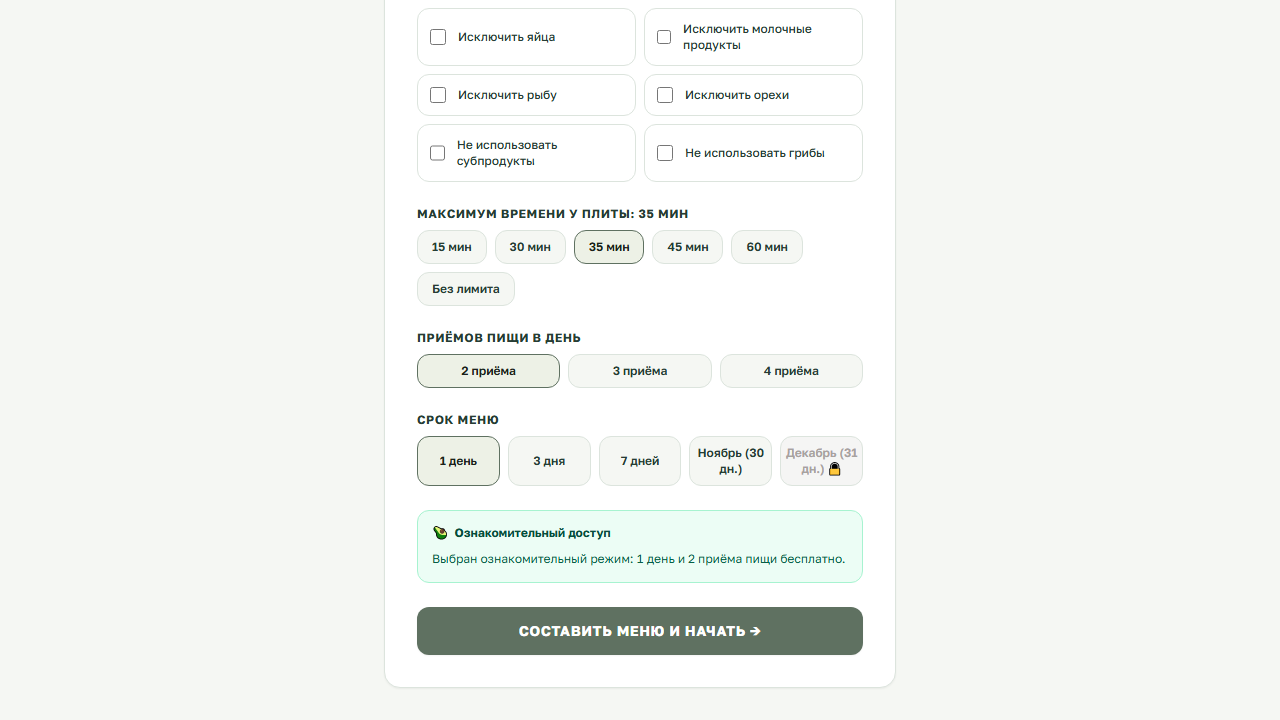 Исключить яйца
Исключить молочные
продукты
Исключить рыбу
Исключить орехи
Не использовать
субпродукты
Не использовать грибы
МАКСИМУМ ВРЕМЕНИ У ПЛИТЫ: 35 МИН
15 мин
30 мин
35 мин
45 мин
60 мин
Без лимита
ПРИЁМОВ ПИЩИ В ДЕНЬ
2 приёма
3 приёма
4 приёма
СРОК МЕНЮ
1 день
3 дня
7 дней
Ноябрь (30
дн.)
Декабрь (31
дн.) 🔒
🥑 Ознакомительный доступ
Выбран ознакомительный режим: 1 день и 2 приёма пищи бесплатно.
СОСТАВИТЬ МЕНЮ И НАЧАТЬ →